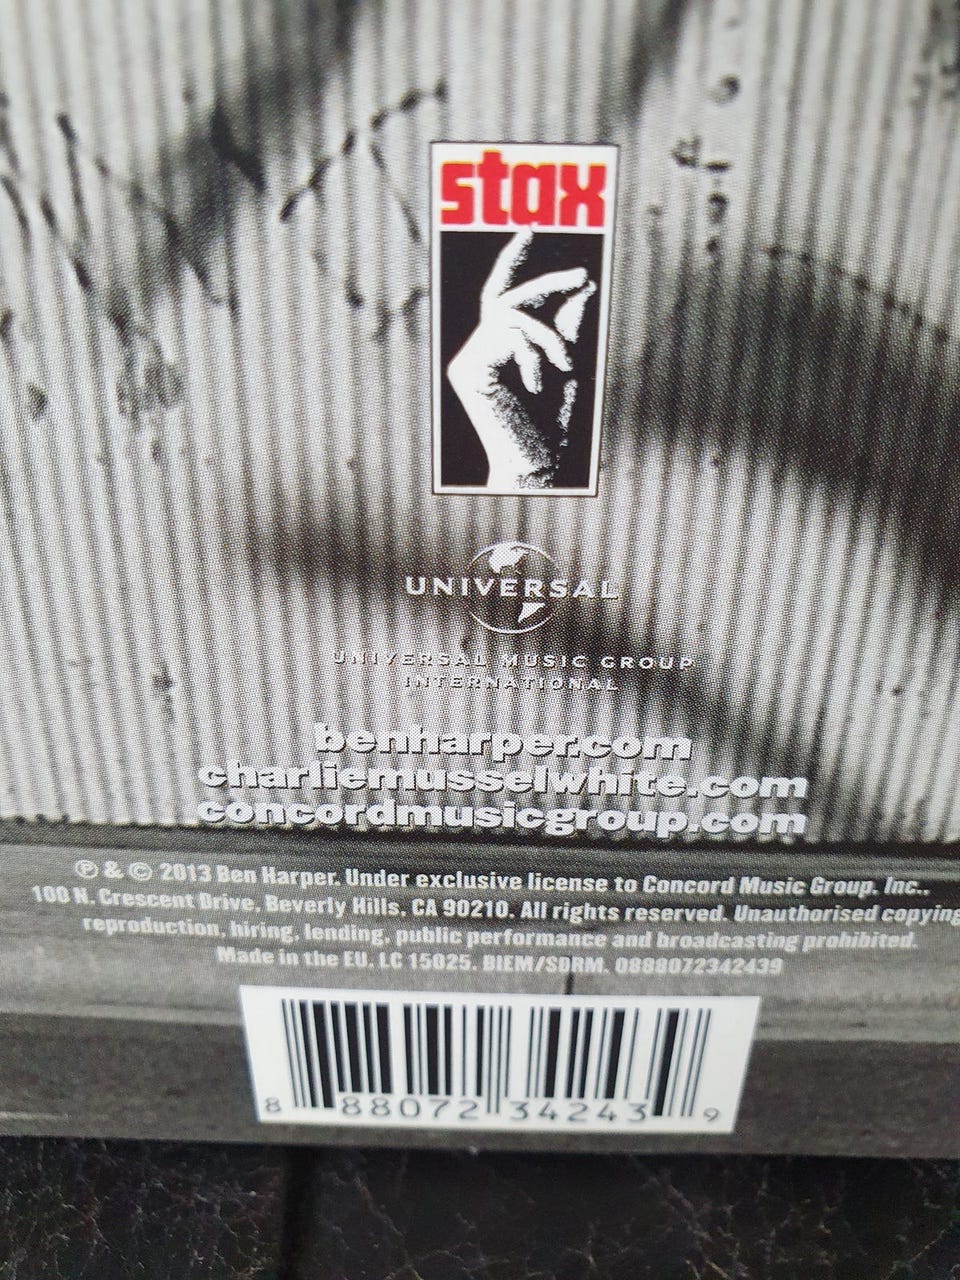 stax
UNIVERSAL
UNIVERSAL MUSIC GROUP
INTERNATIONAL
benharper.com
charliemusselwhite.com
concordmusicgroup.com
℗ & © 2013 Ben Harper. Under exclusive license to Concord Music Group, Inc..
100 N. Crescent Drive, Beverly Hills, CA 90210. All rights reserved. Unauthorised copying
reproduction, hiring, lending, public performance and broadcasting prohibited.
Made in the EU. LC 15025. BIEM/SDRM. 0888072342439
8 88072 34243 9